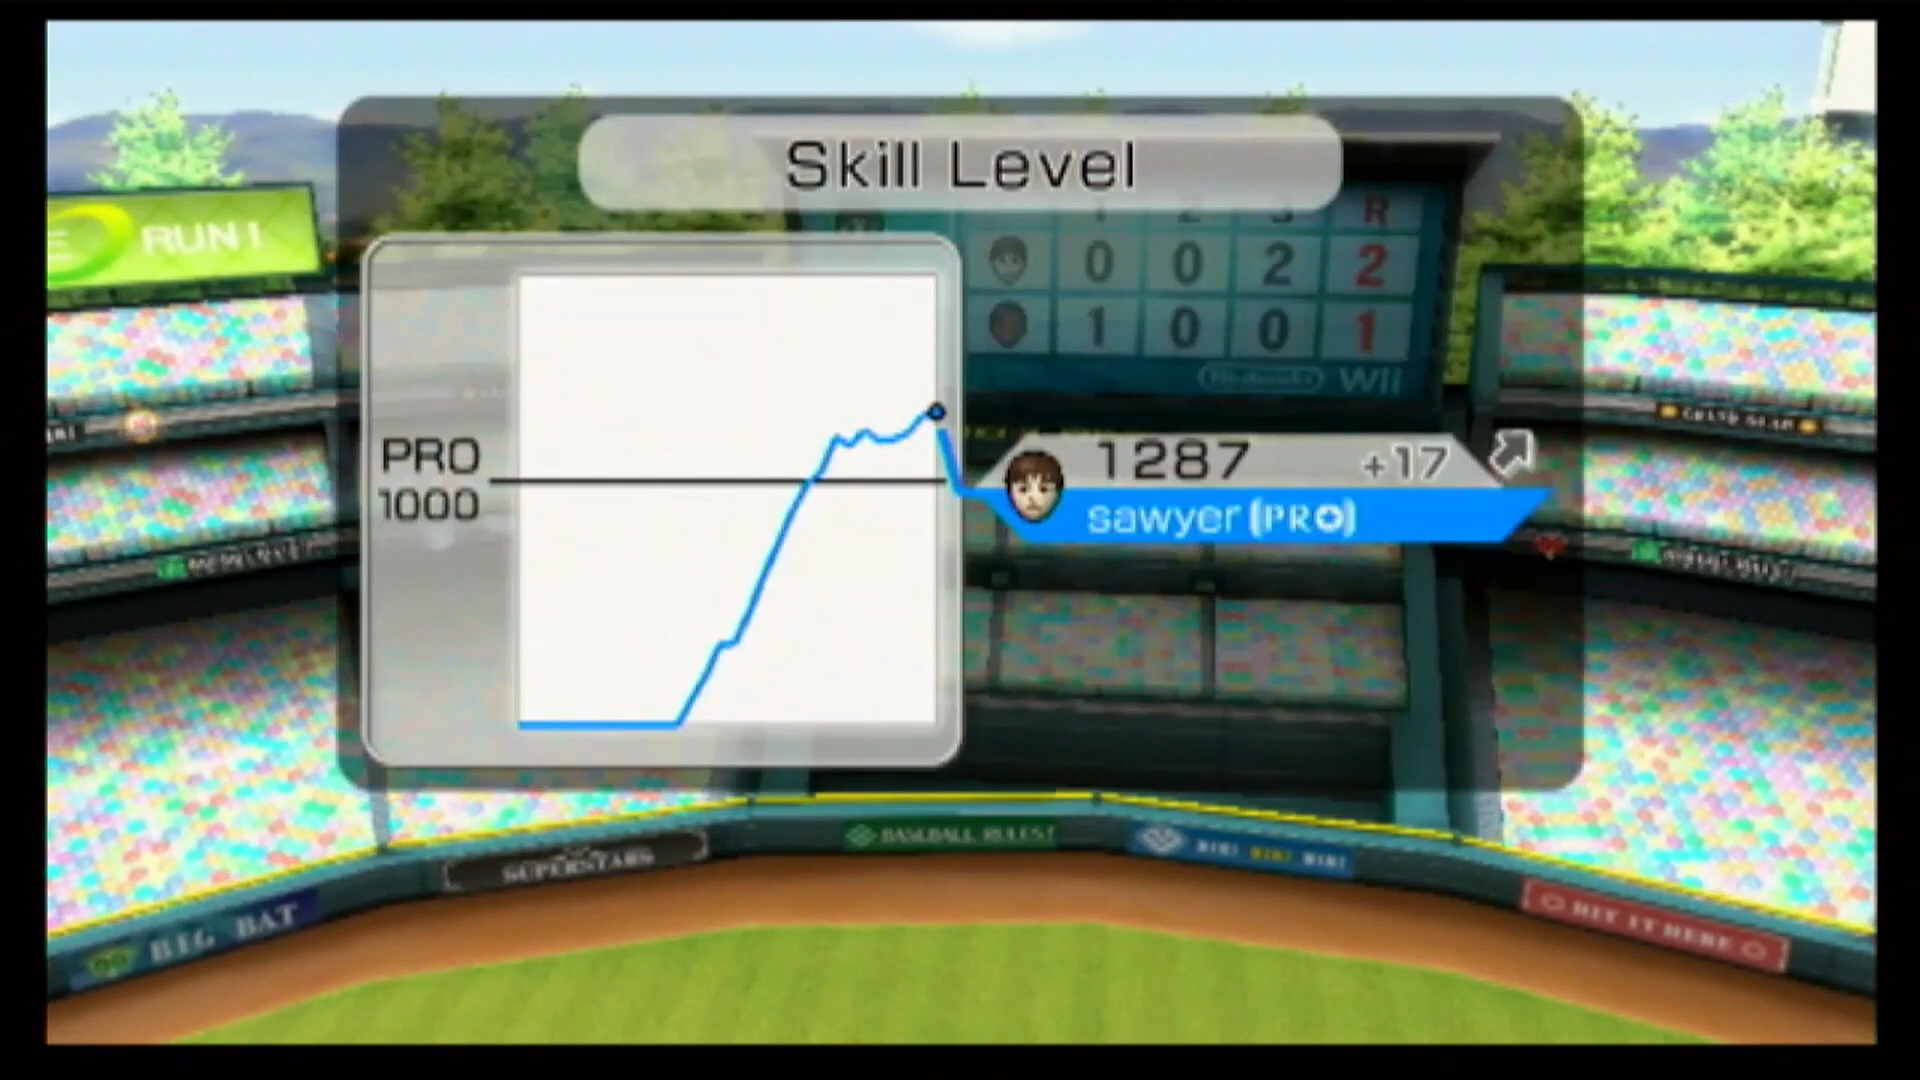 Skill Level
RUN!
R
0 0 2 2
1 0 0 1
Nintendo Wii
PRO
1000
1287 +17
sawyer (PRO)
BASEBALL RULES!
SUPERSTARS
BIG BAT
HIT IT HERE